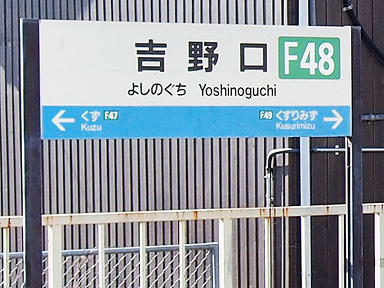 吉野口 F48
よしのぐち Yoshinoguchi
くず F47 F49 くすりみず
Kuzu Kusurimizu